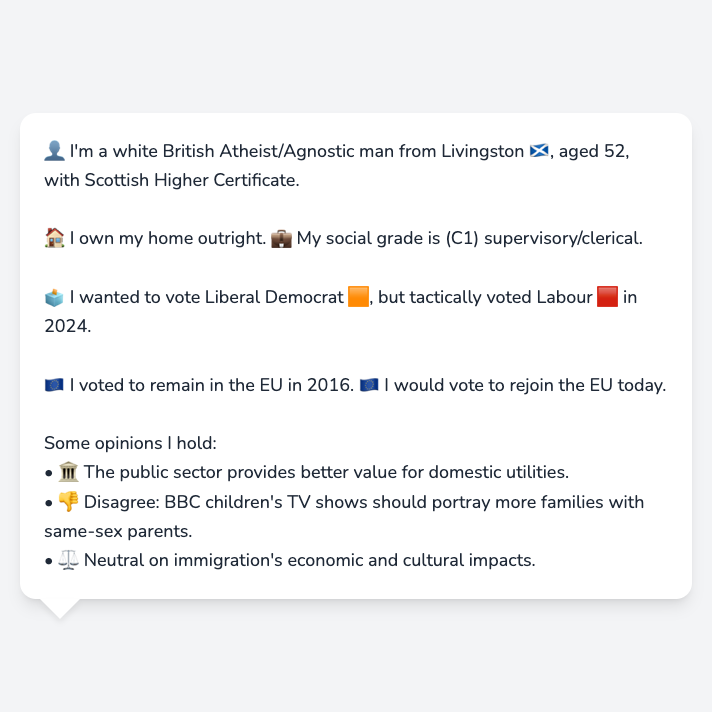 👤 I'm a white British Atheist/Agnostic man from Livingston 🏴󠁧󠁢󠁳󠁣󠁴󠁿, aged 52,
with Scottish Higher Certificate.
🏠 I own my home outright. 💼 My social grade is (C1) supervisory/clerical.
🗳️ I wanted to vote Liberal Democrat 🟧, but tactically voted Labour 🟥 in
2024.
🇪🇺 I voted to remain in the EU in 2016. 🇪🇺 I would vote to rejoin the EU today.
Some opinions I hold:
• 🏛️ The public sector provides better value for domestic utilities.
• 👎 Disagree: BBC children's TV shows should portray more families with
same-sex parents.
• ⚖️ Neutral on immigration's economic and cultural impacts.